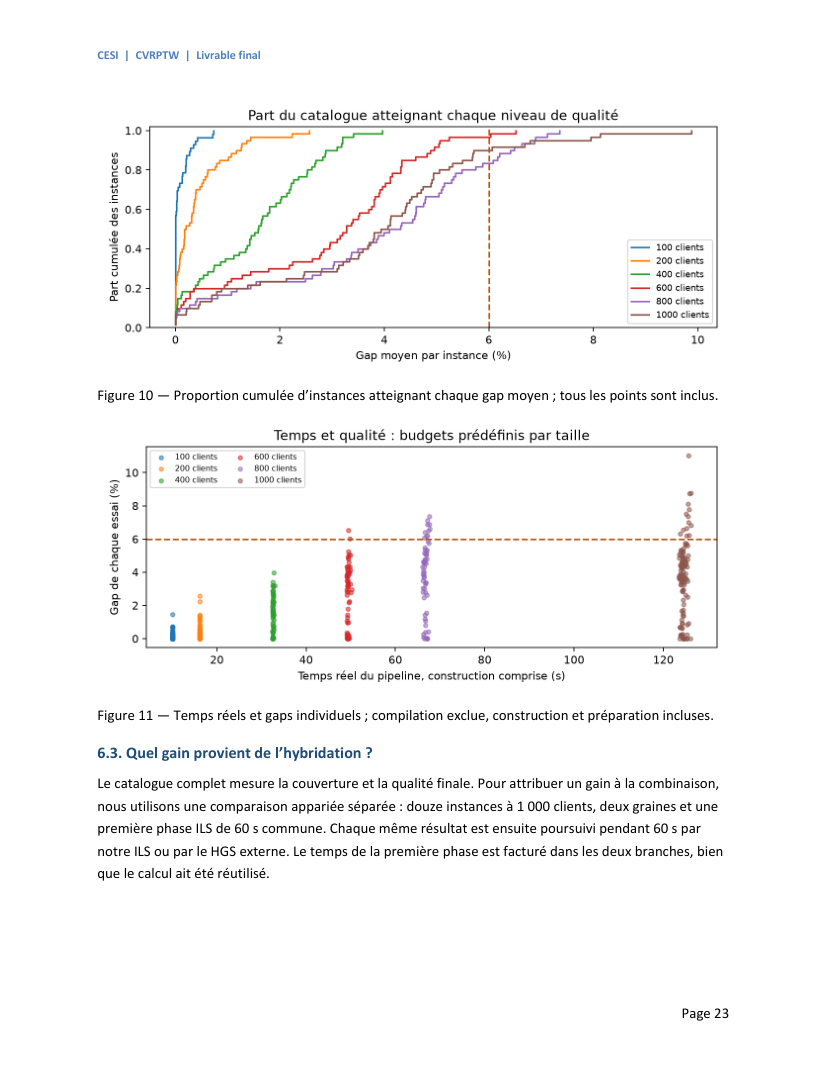 CESI | CVRPTW | Livrable final
Part du catalogue atteignant chaque niveau de qualité
1.0
0.8
0.6
0.4
0.2
0.0
Part cumulée des instances
100 clients
200 clients
400 clients
600 clients
800 clients
1000 clients
0 2 4 6 8 10
Gap moyen par instance (%)
Figure 10 — Proportion cumulée d’instances atteignant chaque gap moyen ; tous les points sont inclus.
Temps et qualité : budgets prédéfinis par taille
100 clients 600 clients
200 clients 800 clients
400 clients 1000 clients
10
8
6
4
2
0
Gap de chaque essai (%)
20 40 60 80 100 120
Temps réel du pipeline, construction comprise (s)
Figure 11 — Temps réels et gaps individuels ; compilation exclue, construction et préparation incluses.
6.3. Quel gain provient de l’hybridation ?
Le catalogue complet mesure la couverture et la qualité finale. Pour attribuer un gain à la combinaison,
nous utilisons une comparaison appariée séparée : douze instances à 1 000 clients, deux graines et une
première phase ILS de 60 s commune. Chaque même résultat est ensuite poursuivi pendant 60 s par
notre ILS ou par le HGS externe. Le temps de la première phase est facturé dans les deux branches, bien
que le calcul ait été réutilisé.
Page 23